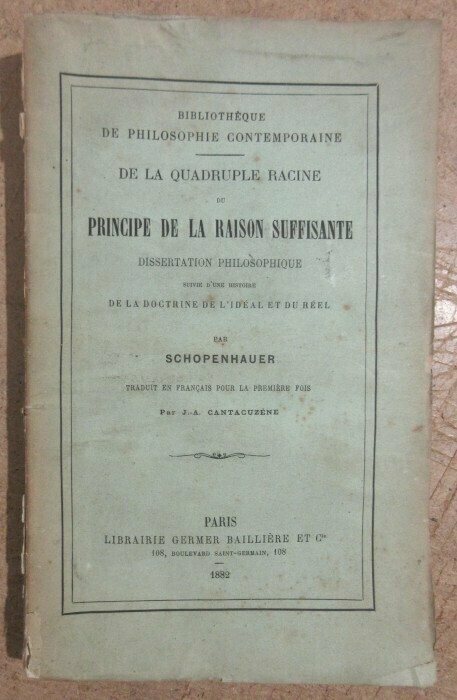 BIBLIOTHÈQUE
DE PHILOSOPHIE CONTEMPORAINE
DE LA QUADRUPLE RACINE
DU
PRINCIPE DE LA RAISON SUFFISANTE
DISSERTATION PHILOSOPHIQUE
SUIVIE D'UNE HISTOIRE
DE LA DOCTRINE DE L'IDÉAL ET DU RÉEL
PAR
SCHOPENHAUER
TRADUIT EN FRANÇAIS POUR LA PREMIÈRE FOIS
Par J.-A. CANTACUZÈNE
PARIS
LIBRAIRIE GERMER BAILLIÈRE ET Cie
108, BOULEVARD SAINT-GERMAIN, 108
1882